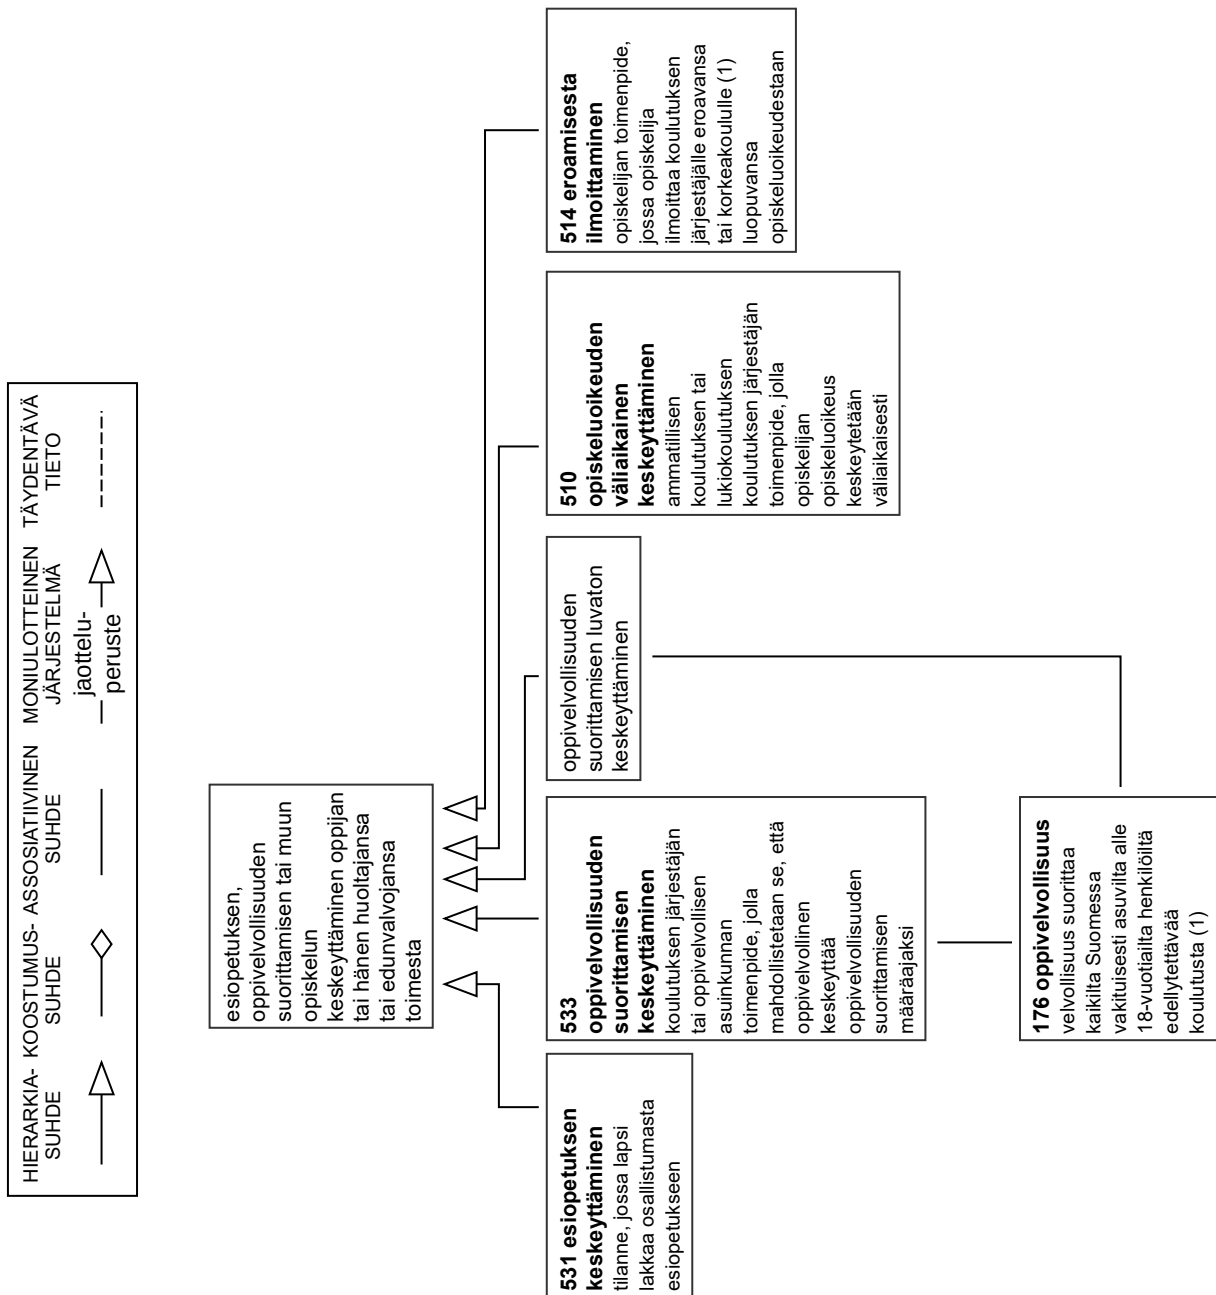 HIERARKIA-
SUHDE
KOOSTUMUS-
SUHDE
ASSOSIATIIVINEN
SUHDE
MONIULOTTEINEN
JÄRJESTELMÄ
jaottelu-
peruste
TÄYDENTÄVÄ
TIETO
esiopetuksen,
oppivelvollisuuden
suorittamisen tai muun
opiskelun
keskeyttäminen oppijan
tai hänen huoltajansa
tai edunvalvojansa
toimesta
531 esiopetuksen
keskeyttäminen
tilanne, jossa lapsi
lakkaa osallistumasta
esiopetukseen
533
oppivelvollisuuden
suorittamisen
keskeyttäminen
koulutuksen järjestäjän
tai oppivelvollisen
asuinkunnan
toimenpide, jolla
mahdollistetaan se, että
oppivelvollinen
keskeyttää
oppivelvollisuuden
suorittamisen
määräajaksi
oppivelvollisuuden
suorittamisen luvaton
keskeyttäminen
510
opiskeluoikeuden
väliaikainen
keskeyttäminen
ammatillisen
koulutuksen tai
lukiokoulutuksen
koulutuksen järjestäjän
toimenpide, jolla
opiskelijan
opiskeluoikeus
keskeytetään
väliaikaisesti
514 eroamisesta
ilmoittaminen
opiskelijan toimenpide,
jossa opiskelija
ilmoittaa koulutuksen
järjestäjälle eroavansa
tai korkeakoululle (1)
luopuvansa
opiskeluoikeudestaan
176 oppivelvollisuus
velvollisuus suorittaa
kaikilta Suomessa
vakituisesti asuvilta alle
18-vuotiailta henkilöiltä
edellytettävää
koulutusta (1)